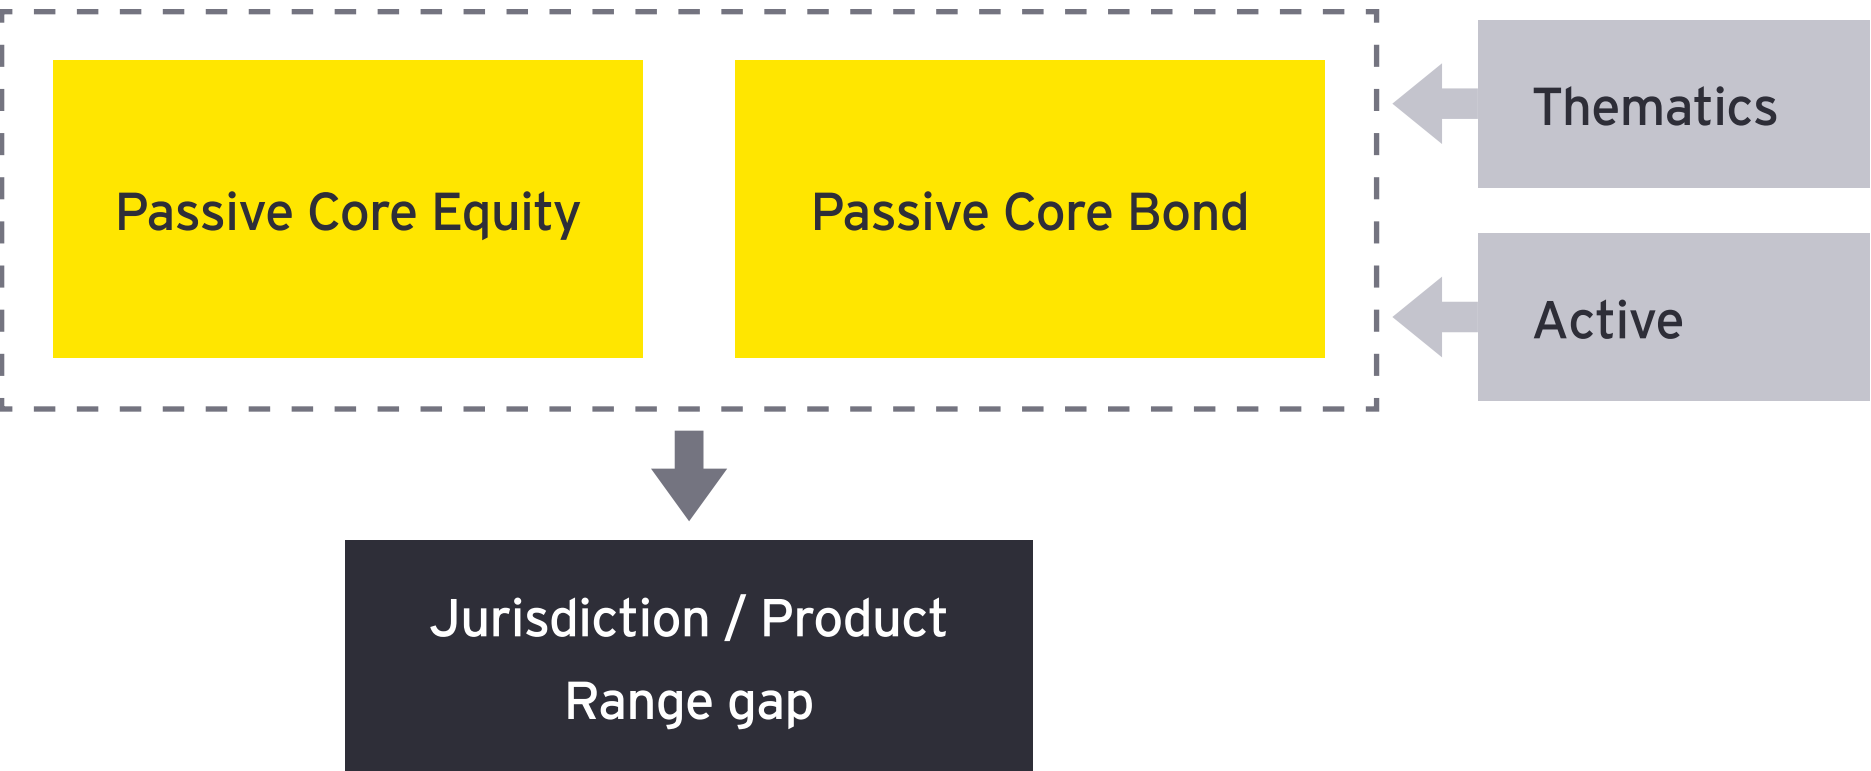 Passive Core Equity
Passive Core Bond
Thematics
Active
Jurisdiction / Product
Range gap